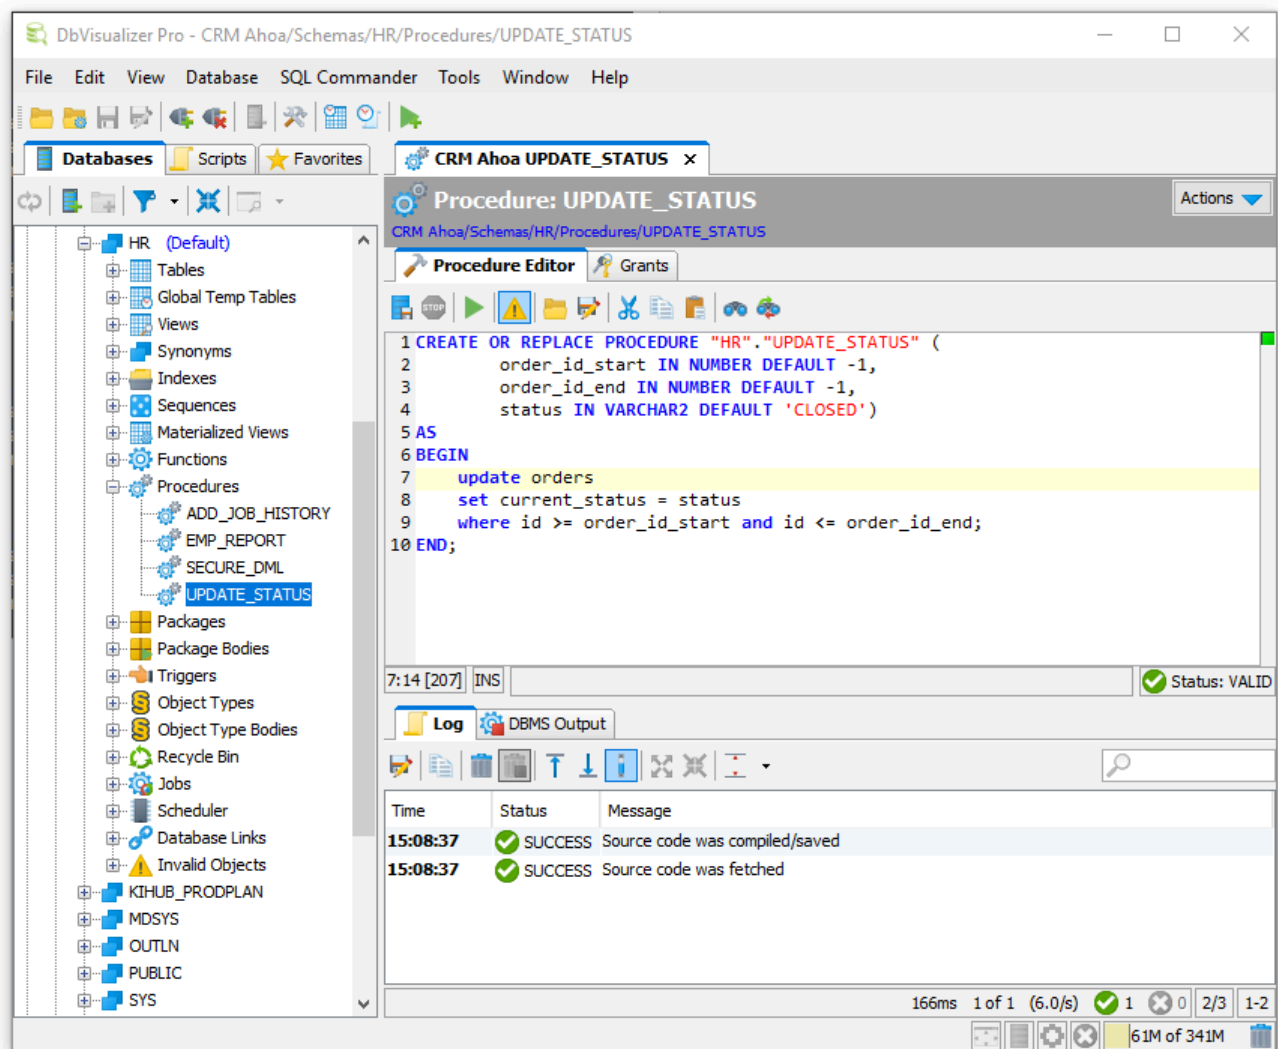 DbVisualizer Pro - CRM Ahoa/Schemas/HR/Procedures/UPDATE_STATUS
File Edit View Database SQL Commander Tools Window Help
Databases Scripts Favorites
HR (Default)
Tables
Global Temp Tables
Views
Synonyms
Indexes
Sequences
Materialized Views
Functions
Procedures
ADD_JOB_HISTORY
EMP_REPORT
SECURE_DML
UPDATE_STATUS
Packages
Package Bodies
Triggers
Object Types
Object Type Bodies
Recycle Bin
Jobs
Scheduler
Database Links
Invalid Objects
KIHUB_PRODPLAN
MDSYS
OUTLN
PUBLIC
SYS
CRM Ahoa UPDATE_STATUS x
Procedure: UPDATE_STATUS
Actions
CRM Ahoa/Schemas/HR/Procedures/UPDATE_STATUS
Procedure Editor Grants
STOP
1 CREATE OR REPLACE PROCEDURE "HR"."UPDATE_STATUS" (
2 order_id_start IN NUMBER DEFAULT -1,
3 order_id_end IN NUMBER DEFAULT -1,
4 status IN VARCHAR2 DEFAULT 'CLOSED')
5 AS
6 BEGIN
7 update orders
8 set current_status = status
9 where id >= order_id_start and id <= order_id_end;
10 END;
7:14 [207] INS
Status: VALID
Log DBMS Output
Time Status Message
15:08:37 SUCCESS Source code was compiled/saved
15:08:37 SUCCESS Source code was fetched
166ms 1 of 1 (6.0/s) 1 0 2/3 1-2
61M of 341M